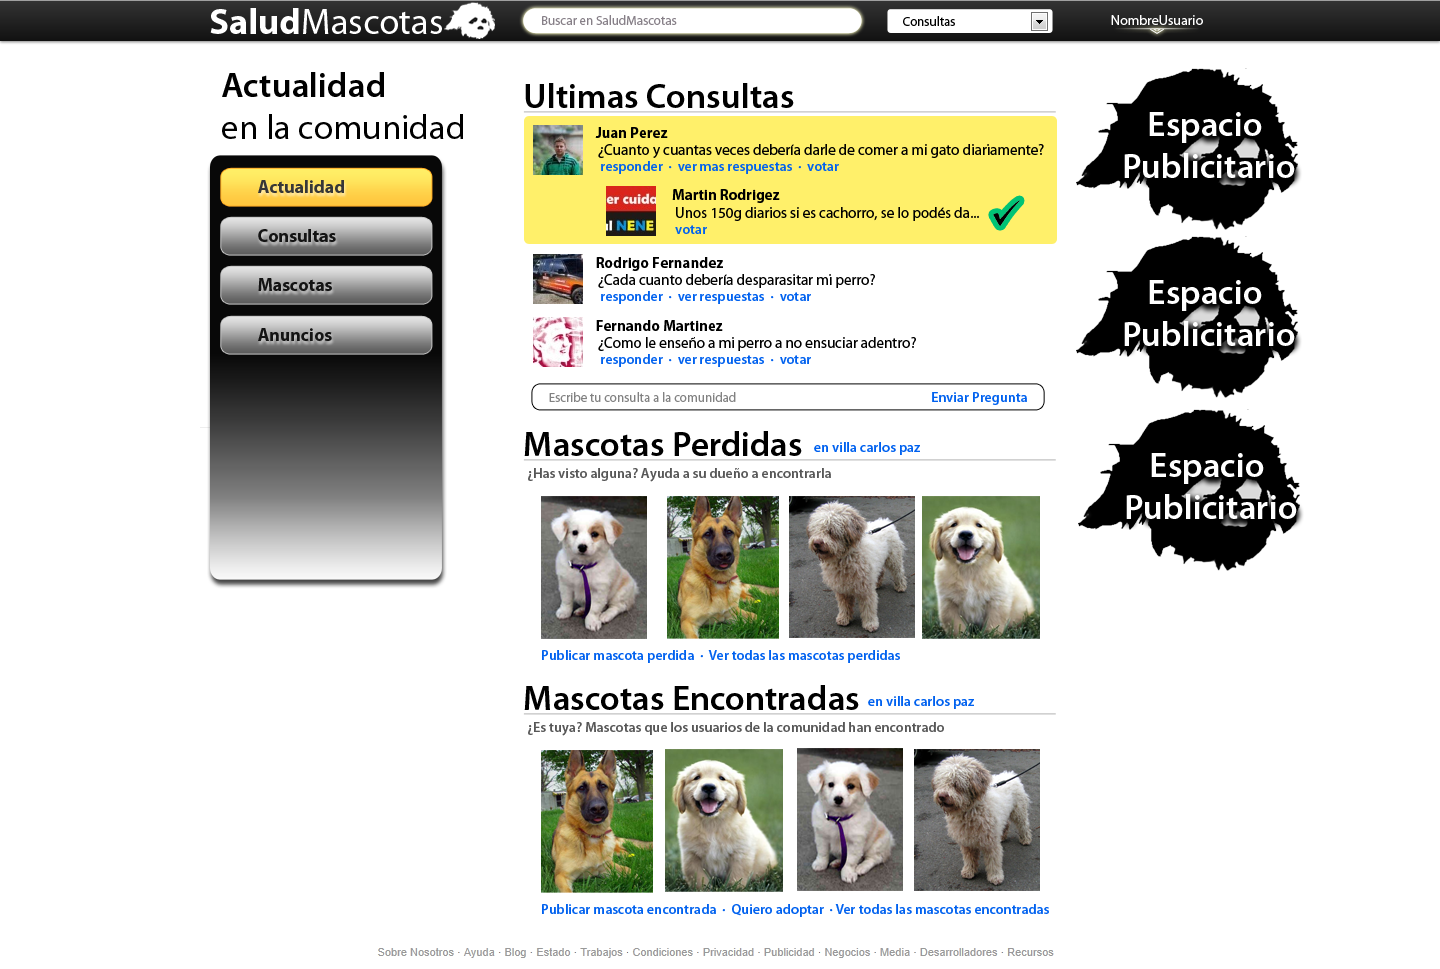 SaludMascotas
Buscar en SaludMascotas
Consultas
NombreUsuario
Actualidad
en la comunidad
Actualidad
Consultas
Mascotas
Anuncios
Ultimas Consultas
Juan Perez
¿Cuanto y cuantas veces debería darle de comer a mi gato diariamente?
responder · ver mas respuestas · votar
er cuido
il NENE
Martin Rodrigez
Unos 150g diarios si es cachorro, se lo podés da...
votar
Rodrigo Fernandez
¿Cada cuanto debería desparasitar mi perro?
responder · ver respuestas · votar
Fernando Martinez
¿Como le enseño a mi perro a no ensuciar adentro?
responder · ver respuestas · votar
Escribe tu consulta a la comunidad
Enviar Pregunta
Mascotas Perdidas en villa carlos paz
¿Has visto alguna? Ayuda a su dueño a encontrarla
Publicar mascota perdida · Ver todas las mascotas perdidas
Mascotas Encontradas en villa carlos paz
¿Es tuya? Mascotas que los usuarios de la comunidad han encontrado
Publicar mascota encontrada · Quiero adoptar · Ver todas las mascotas encontradas
Espacio
Publicitario
Espacio
Publicitario
Espacio
Publicitario
Sobre Nosotros · Ayuda · Blog · Estado · Trabajos · Condiciones · Privacidad · Publicidad · Negocios · Media · Desarrolladores · Recursos